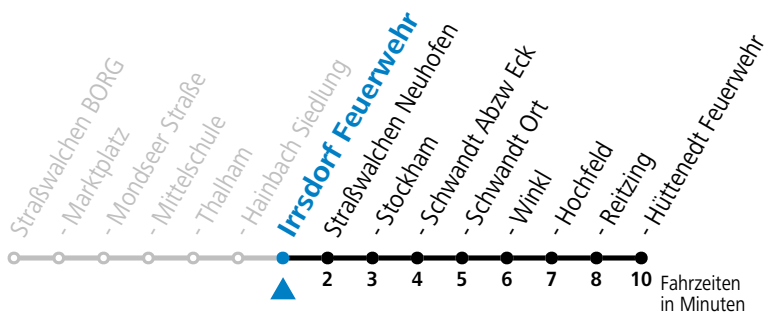 Straßwalchen BORG
- Marktplatz
- Mondseer Straße
- Mittelschule
- Thalham
- Hainbach Siedlung
Irrsdorf Feuerwehr
Straßwalchen Neuhofen
- Stockham
- Schwandt Abzw Eck
- Schwandt Ort
- Winkl
- Hochfeld
- Reitzing
- Hüttenedt Feuerwehr
2 3 4 5 6 7 8 10 Fahrzeiten
in Minuten